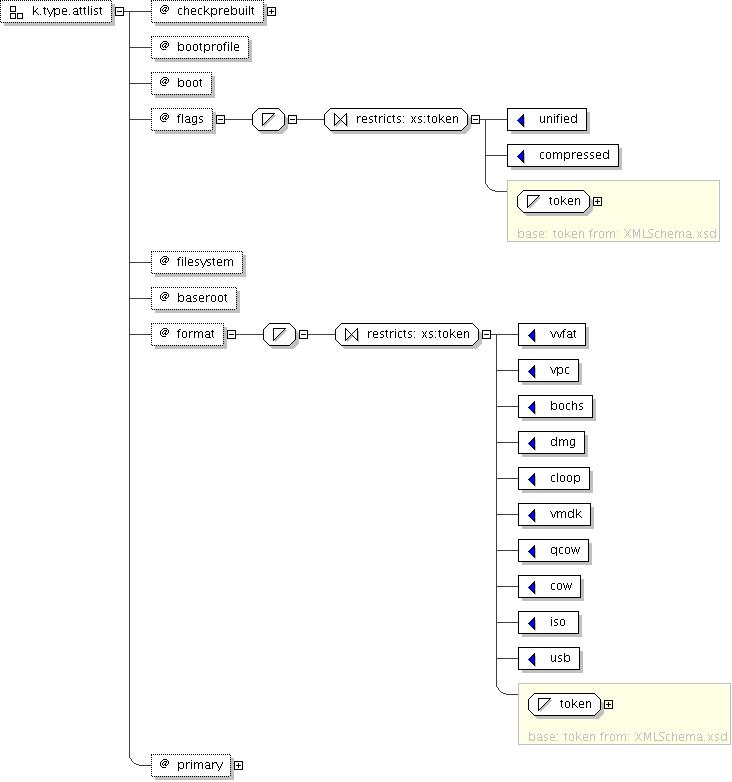 k.type.attlist
@ checkprebuilt
@ bootprofile
@ boot
@ flags
restricts: xs:token
unified
compressed
token
base: token from: XMLSchema.xsd
@ filesystem
@ baseroot
@ format
restricts: xs:token
vvfat
vpc
bochs
dmg
cloop
vmdk
qcow
cow
iso
usb
token
base: token from: XMLSchema.xsd
@ primary